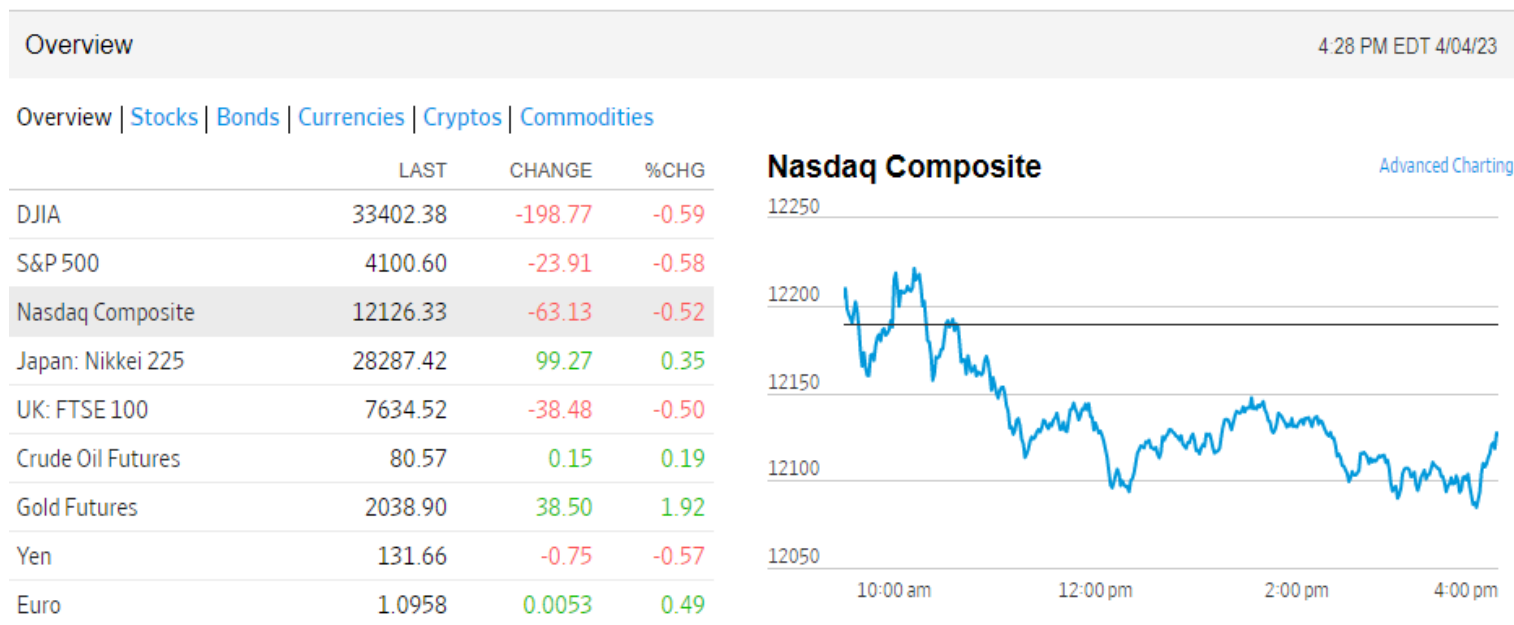 Overview 4:28 PM EDT 4/04/23
Overview | Stocks | Bonds | Currencies | Cryptos | Commodities
LAST CHANGE %CHG
DJIA 33402.38 -198.77 -0.59
S&P 500 4100.60 -23.91 -0.58
Nasdaq Composite 12126.33 -63.13 -0.52
Japan: Nikkei 225 28287.42 99.27 0.35
UK: FTSE 100 7634.52 -38.48 -0.50
Crude Oil Futures 80.57 0.15 0.19
Gold Futures 2038.90 38.50 1.92
Yen 131.66 -0.75 -0.57
Euro 1.0958 0.0053 0.49
Nasdaq Composite Advanced Charting
12250
12200
12150
12100
12050
10:00 am 12:00 pm 2:00 pm 4:00 pm